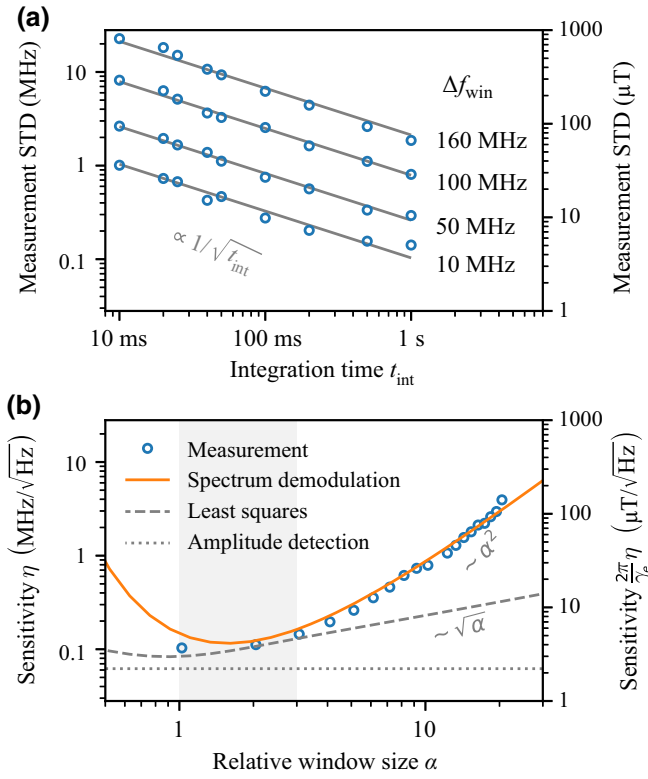 (a)
Measurement STD (MHz)
10
1
0.1
Δf_win
160 MHz
100 MHz
50 MHz
10 MHz
∝ 1/√t_int
1000
100
10
1
Measurement STD (μT)
10 ms
100 ms
1 s
Integration time t_int
(b)
Sensitivity η (MHz/√Hz)
10
1
0.1
Measurement
Spectrum demodulation
Least squares
Amplitude detection
~ α²
~ √α
1000
100
10
1
Sensitivity 2π/γ_e η (μT/√Hz)
1
10
Relative window size α